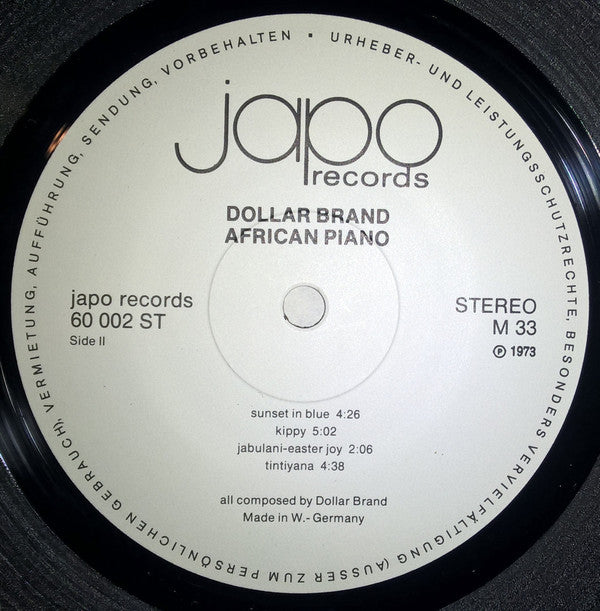 URHEBER- UND LEISTUNGSSCHUTZRECHTE, BESONDERS VERVIELFÄLTIGUNG (AUSSER ZUM PERSÖNLICHEN GEBRAUCH), VERMIETUNG, AUFFÜHRUNG, SENDUNG, VORBEHALTEN •
japo
records
DOLLAR BRAND
AFRICAN PIANO
japo records
60 002 ST
Side II
STEREO
M 33
℗ 1973
sunset in blue 4:26
kippy 5:02
jabulani-easter joy 2:06
tintiyana 4:38
all composed by Dollar Brand
Made in W.- Germany